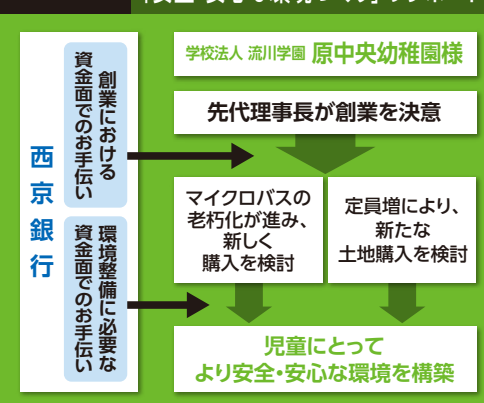 学校法人 流川学園 原中央幼稚園様
先代理事長が創業を決意
西京銀行
創業における
資金面でのお手伝い
環境整備に必要な
資金面でのお手伝い
マイクロバスの
老朽化が進み、
新しく
購入を検討
定員増により、
新たな
土地購入を検討
児童にとって
より安全・安心な環境を構築